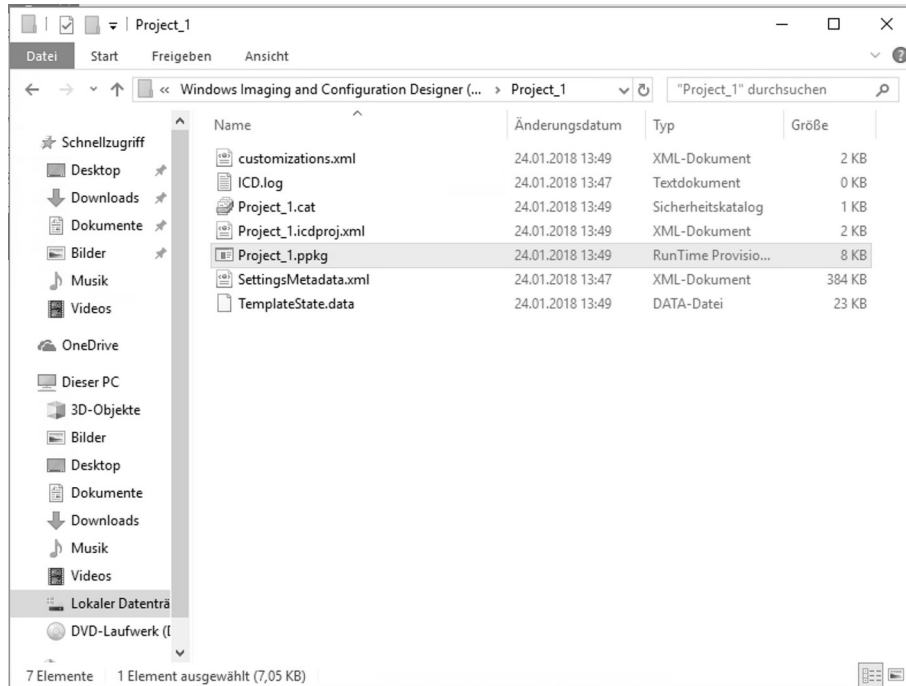 Project_1
Datei Start Freigeben Ansicht
« Windows Imaging and Configuration Designer (... > Project_1 "Project_1" durchsuchen
Schnellzugriff
Desktop
Downloads
Dokumente
Bilder
Musik
Videos
OneDrive
Dieser PC
3D-Objekte
Bilder
Desktop
Dokumente
Downloads
Musik
Videos
Lokaler Datenträ
DVD-Laufwerk (
Name Änderungsdatum Typ Größe
customizations.xml 24.01.2018 13:49 XML-Dokument 2 KB
ICD.log 24.01.2018 13:47 Textdokument 0 KB
Project_1.cat 24.01.2018 13:49 Sicherheitskatalog 1 KB
Project_1.icdproj.xml 24.01.2018 13:49 XML-Dokument 2 KB
Project_1.ppkg 24.01.2018 13:49 RunTime Provisio... 8 KB
SettingsMetadata.xml 24.01.2018 13:47 XML-Dokument 384 KB
TemplateState.data 24.01.2018 13:49 DATA-Datei 23 KB
7 Elemente 1 Element ausgewählt (7,05 KB)